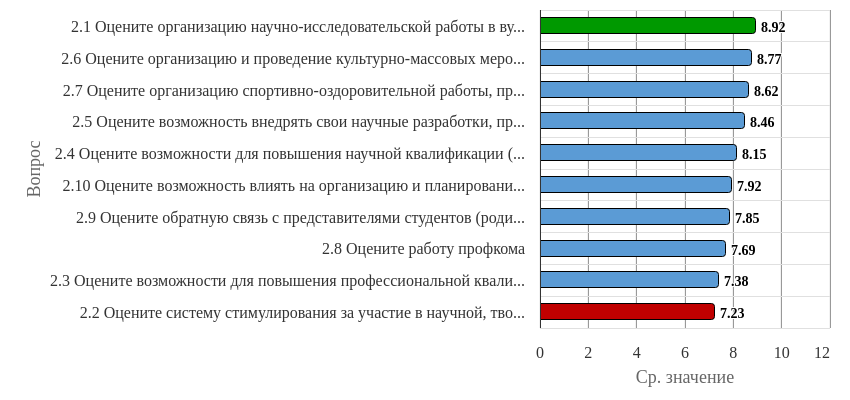 2.1 Оцените организацию научно-исследовательской работы в ву... 8.92
2.6 Оцените организацию и проведение культурно-массовых меро... 8.77
2.7 Оцените организацию спортивно-оздоровительной работы, пр... 8.62
2.5 Оцените возможность внедрять свои научные разработки, пр... 8.46
2.4 Оцените возможности для повышения научной квалификации (... 8.15
2.10 Оцените возможность влиять на организацию и планировани... 7.92
2.9 Оцените обратную связь с представителями студентов (роди... 7.85
2.8 Оцените работу профкома 7.69
2.3 Оцените возможности для повышения профессиональной квали... 7.38
2.2 Оцените систему стимулирования за участие в научной, тво... 7.23
Вопрос
0 2 4 6 8 10 12
Ср. значение